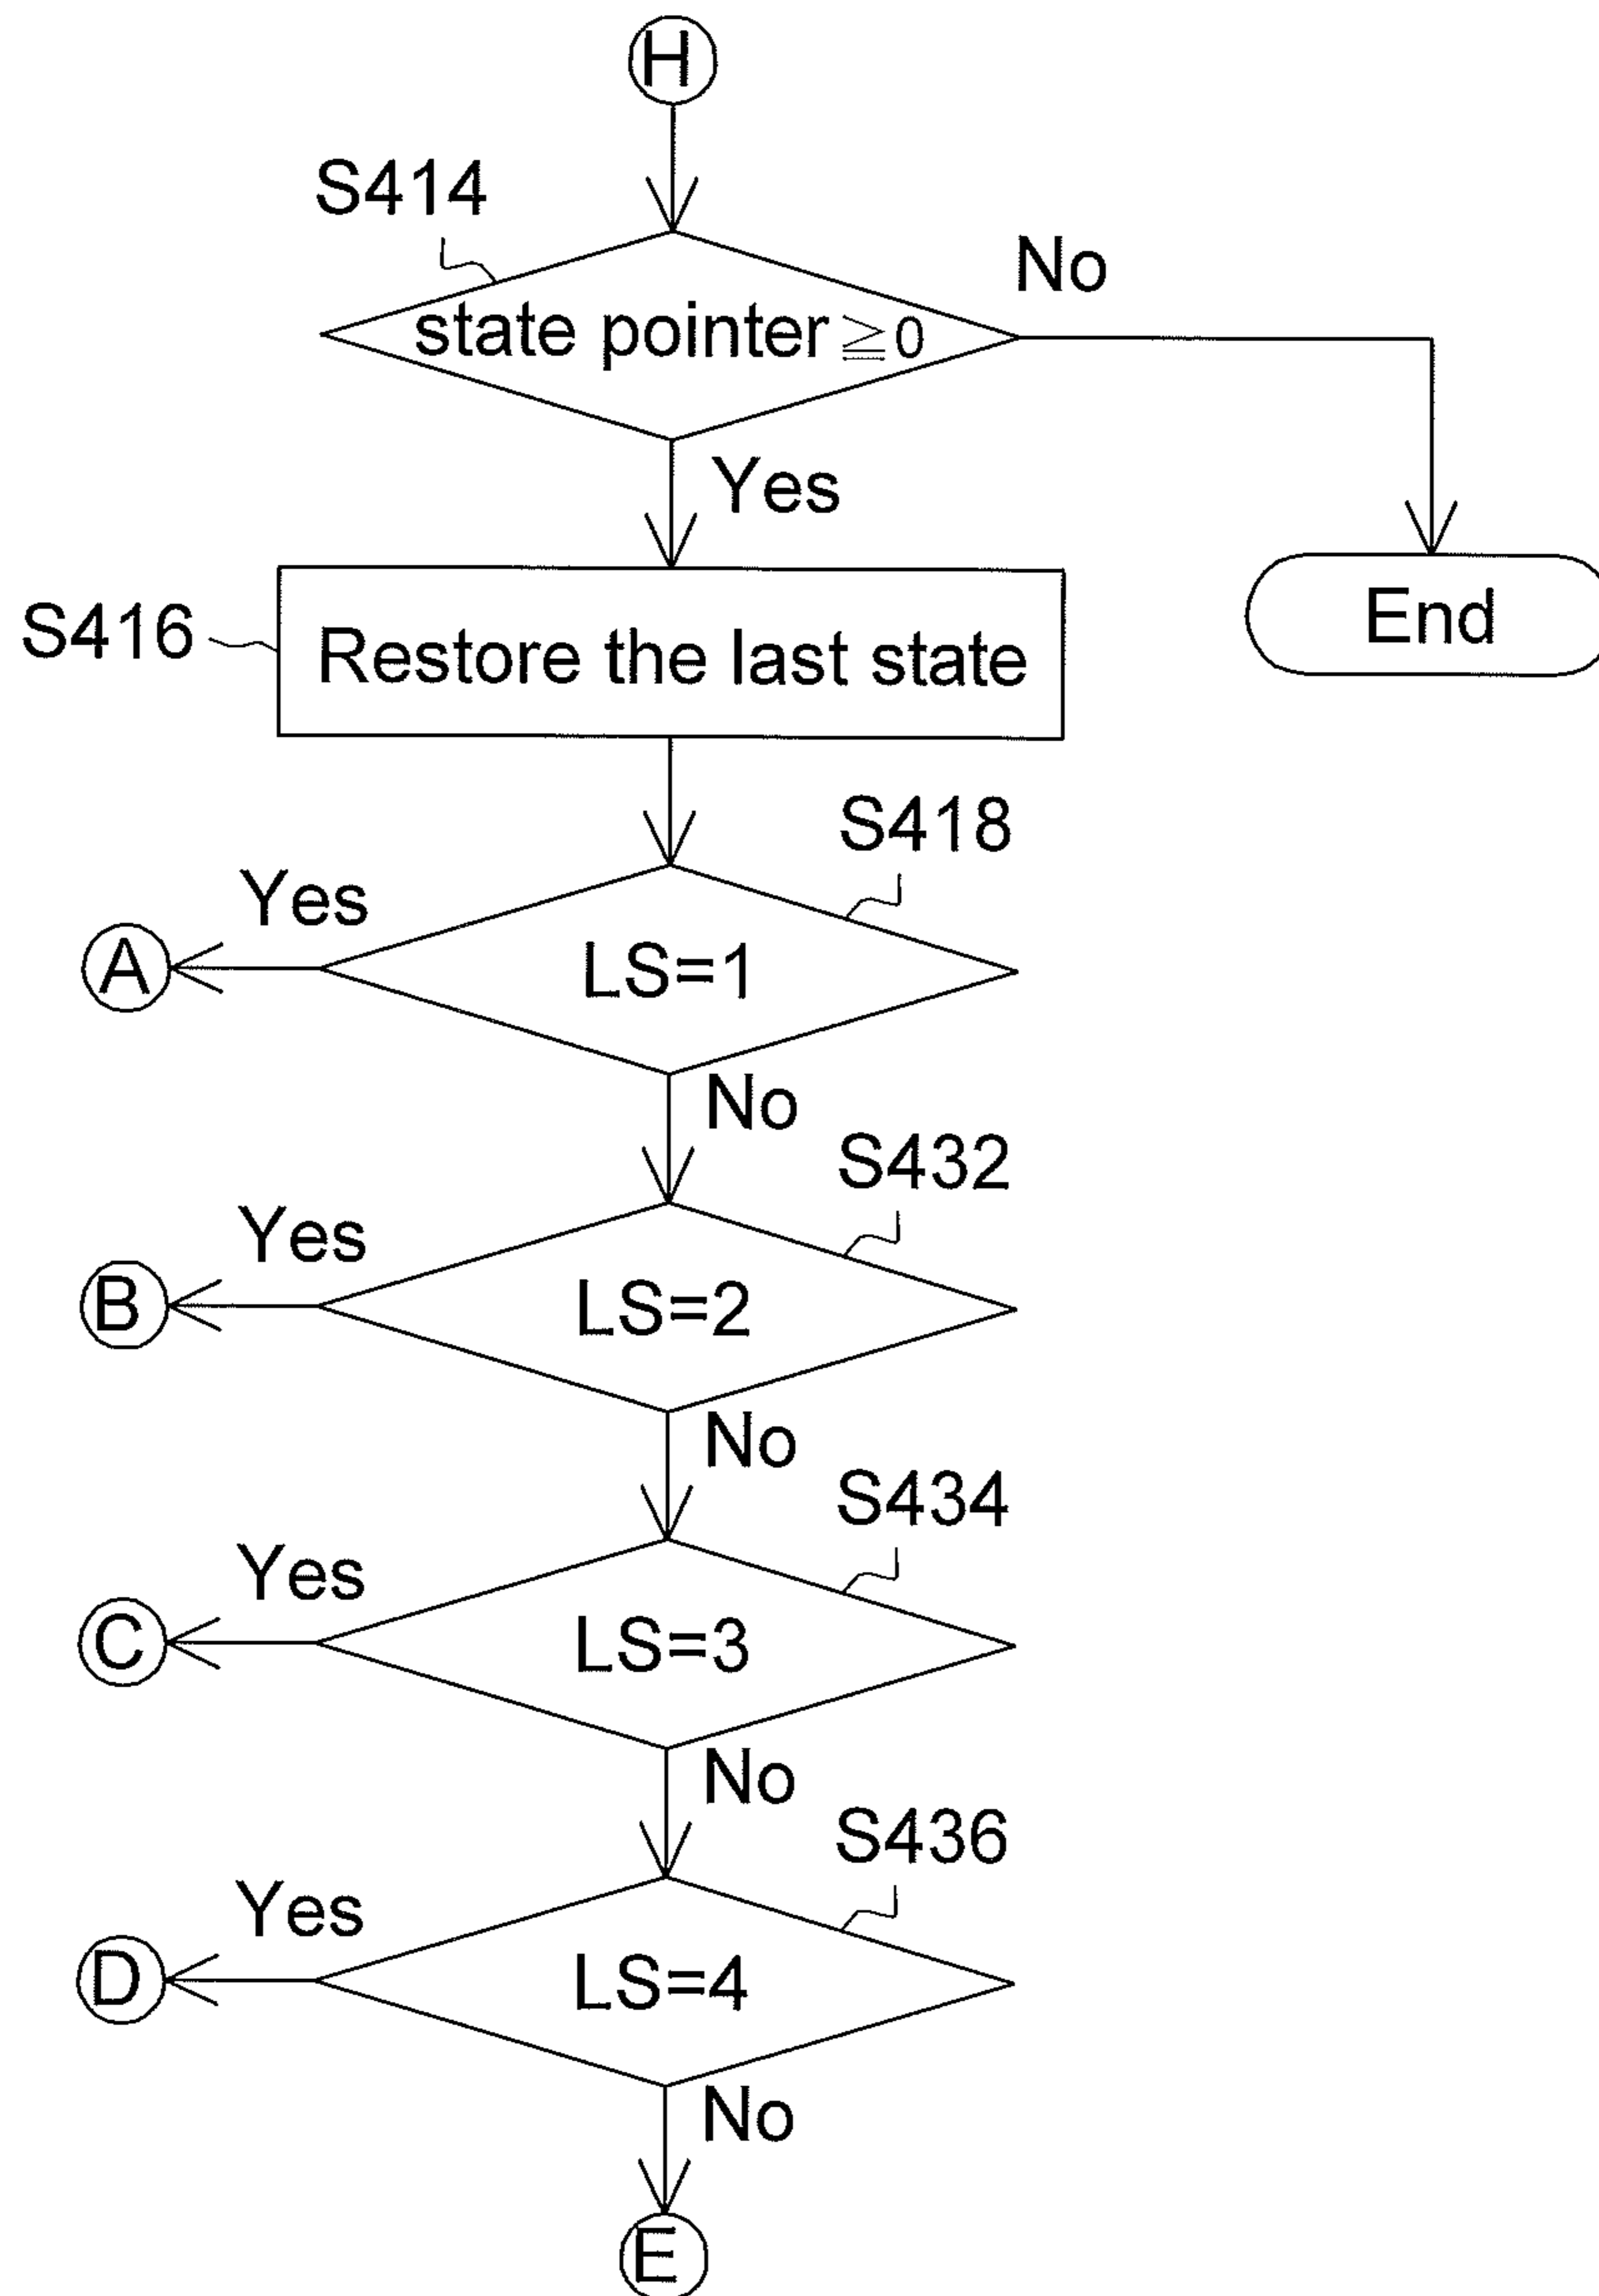 H
S414
No
state pointer≧0
Yes
End
S416
Restore the last state
S418
Yes
A
LS=1
No
S432
Yes
B
LS=2
No
S434
Yes
C
LS=3
No
S436
Yes
D
LS=4
No
E